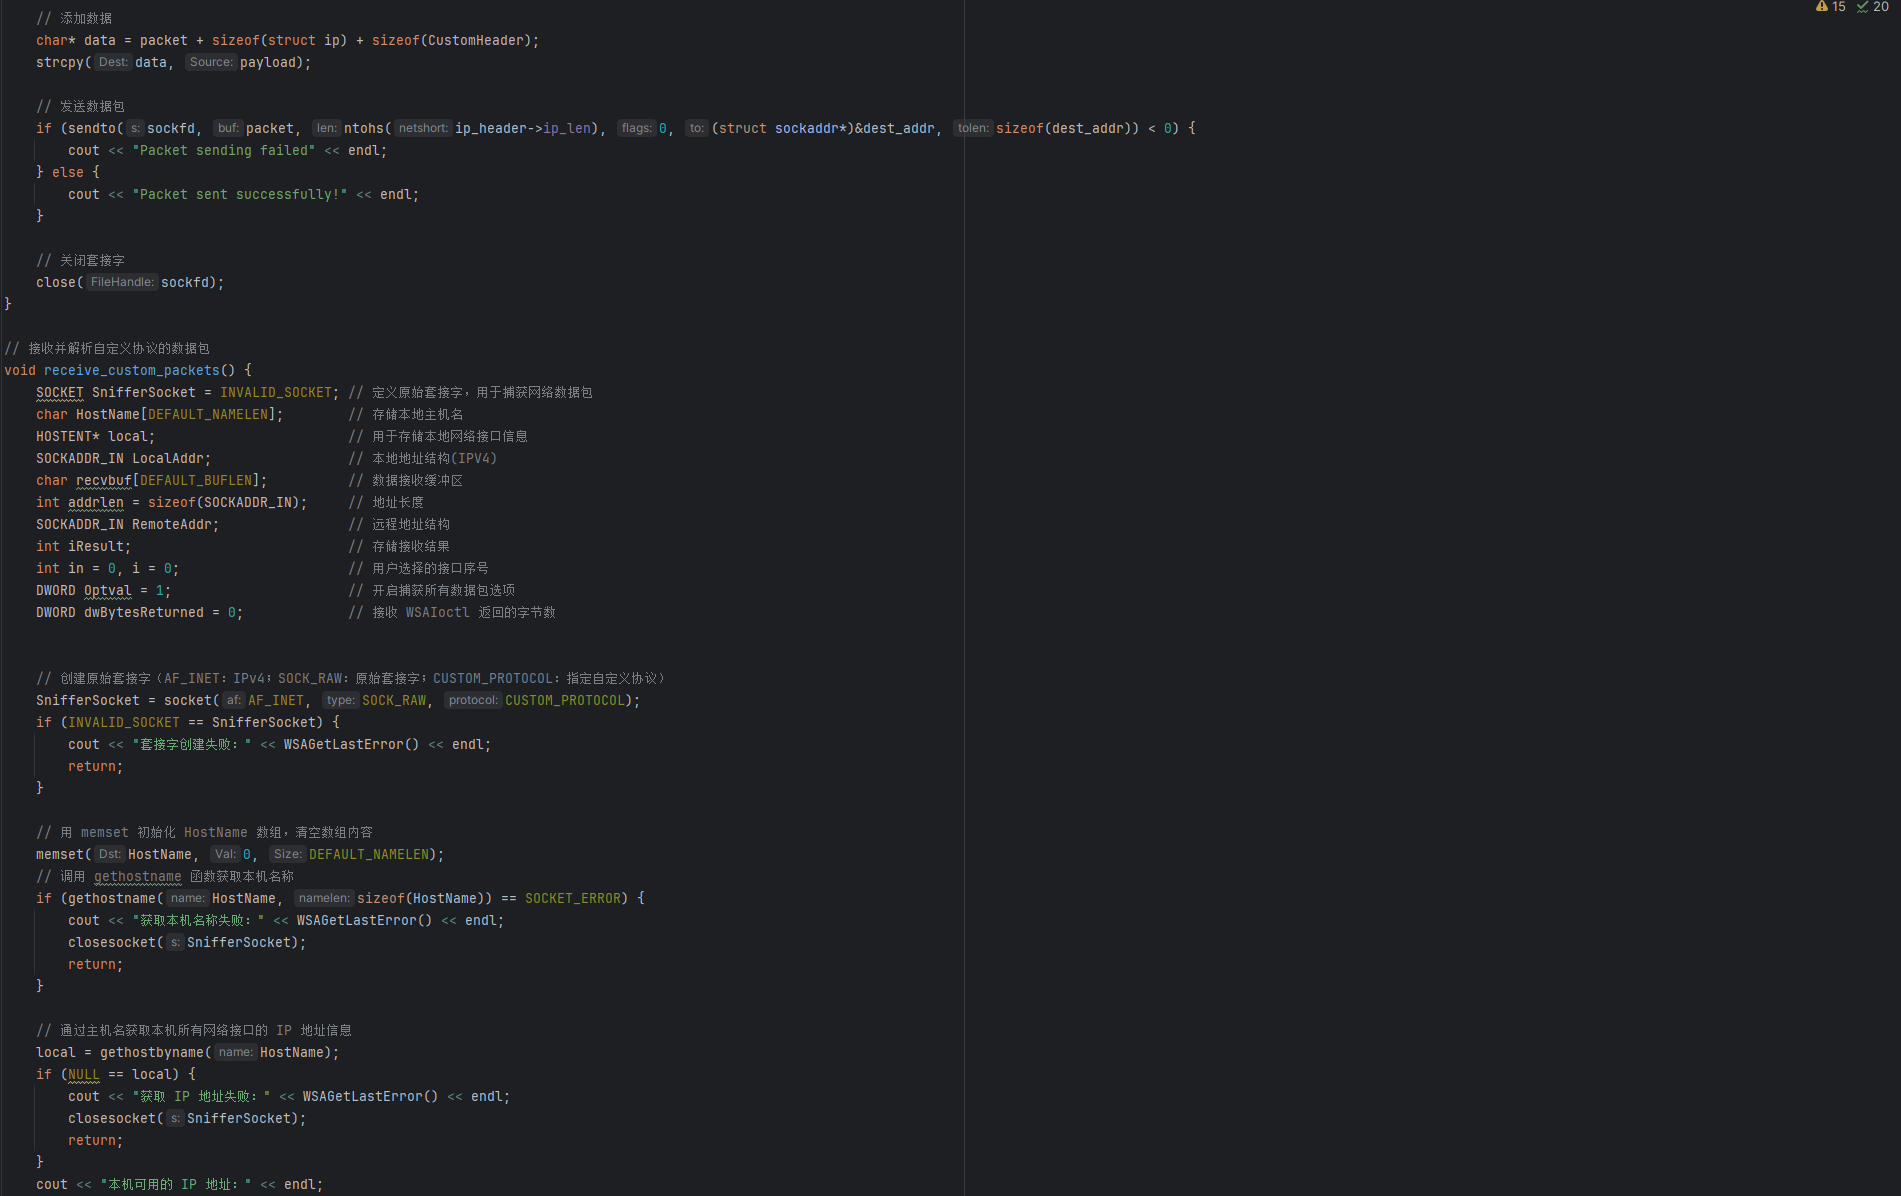 15 20
// 添加数据
char* data = packet + sizeof(struct ip) + sizeof(CustomHeader);
strcpy( Dest: data, Source: payload);
// 发送数据包
if (sendto( s: sockfd, buf: packet, len: ntohs( netshort: ip_header->ip_len), flags: 0, to: (struct sockaddr*)&dest_addr, tolen: sizeof(dest_addr)) < 0) {
cout << "Packet sending failed" << endl;
} else {
cout << "Packet sent successfully!" << endl;
}
// 关闭套接字
close( FileHandle: sockfd);
}
// 接收并解析自定义协议的数据包
void receive_custom_packets() {
SOCKET SnifferSocket = INVALID_SOCKET; // 定义原始套接字，用于捕获网络数据包
char HostName[DEFAULT_NAMELEN]; // 存储本地主机名
HOSTENT* local; // 用于存储本地网络接口信息
SOCKADDR_IN LocalAddr; // 本地地址结构(IPV4)
char recvbuf[DEFAULT_BUFLEN]; // 数据接收缓冲区
int addrlen = sizeof(SOCKADDR_IN); // 地址长度
SOCKADDR_IN RemoteAddr; // 远程地址结构
int iResult; // 存储接收结果
int in = 0, i = 0; // 用户选择的接口序号
DWORD Optval = 1; // 开启捕获所有数据包选项
DWORD dwBytesReturned = 0; // 接收 WSAIoctl 返回的字节数
// 创建原始套接字（AF_INET：IPv4；SOCK_RAW：原始套接字；CUSTOM_PROTOCOL：指定自定义协议）
SnifferSocket = socket( af: AF_INET, type: SOCK_RAW, protocol: CUSTOM_PROTOCOL);
if (INVALID_SOCKET == SnifferSocket) {
cout << "套接字创建失败：" << WSAGetLastError() << endl;
return;
}
// 用 memset 初始化 HostName 数组，清空数组内容
memset( Dst: HostName, Val: 0, Size: DEFAULT_NAMELEN);
// 调用 gethostname 函数获取本机名称
if (gethostname( name: HostName, namelen: sizeof(HostName)) == SOCKET_ERROR) {
cout << "获取本机名称失败：" << WSAGetLastError() << endl;
closesocket( s: SnifferSocket);
return;
}
// 通过主机名获取本机所有网络接口的 IP 地址信息
local = gethostbyname( name: HostName);
if (NULL == local) {
cout << "获取 IP 地址失败：" << WSAGetLastError() << endl;
closesocket( s: SnifferSocket);
return;
}
cout << "本机可用的 IP 地址：" << endl;